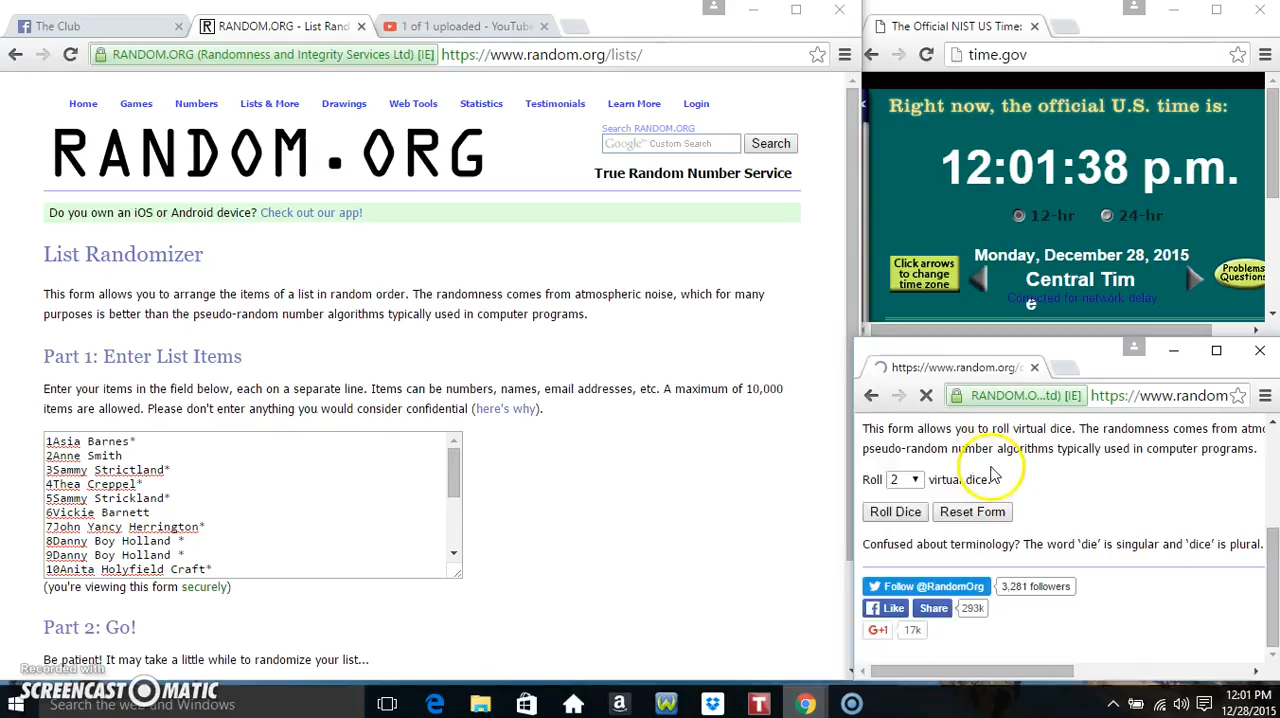 The Club
RANDOM.ORG - List Rand
1 of 1 uploaded - YouTube
RANDOM.ORG (Randomness and Integrity Services Ltd) [IE]
https://www.random.org/lists/
Home Games Numbers Lists & More Drawings Web Tools Statistics Testimonials Learn More Login
RANDOM.ORG
Search RANDOM.ORG
Google™ Custom Search
Search
True Random Number Service
Do you own an iOS or Android device? Check out our app!
List Randomizer
This form allows you to arrange the items of a list in random order. The randomness comes from atmospheric noise, which for many
purposes is better than the pseudo-random number algorithms typically used in computer programs.
Part 1: Enter List Items
Enter your items in the field below, each on a separate line. Items can be numbers, names, email addresses, etc. A maximum of 10,000
items are allowed. Please don't enter anything you would consider confidential (here's why).
1Asia Barnes*
2Anne Smith
3Sammy Strictland*
4Thea Creppel*
5Sammy Strickland*
6Vickie Barnett
7John Yancy Herrington*
8Danny Boy Holland *
9Danny Boy Holland *
10Anita Holyfield Craft*
(you're viewing this form securely)
Part 2: Go!
Be patient! It may take a little while to randomize your list...
The Official NIST US Time:
time.gov
Right now, the official U.S. time is:
12:01:38 p.m.
12-hr 24-hr
Click arrows
to change
time zone
Monday, December 28, 2015
Central Tim
e
Corrected for network delay
Problems
Questions
https://www.random.org/
RANDOM.O...td) [IE]
https://www.random
This form allows you to roll virtual dice. The randomness comes from atmo
pseudo-random number algorithms typically used in computer programs.
Roll 2 virtual dice.
Roll Dice
Reset Form
Confused about terminology? The word 'die' is singular and 'dice' is plural.
Follow @RandomOrg
3,281 followers
Like
Share
293k
G+1
17k
Recorded with
SCREENCAST-O-MATIC
Search the web and Windows
12:01 PM
12/28/2015